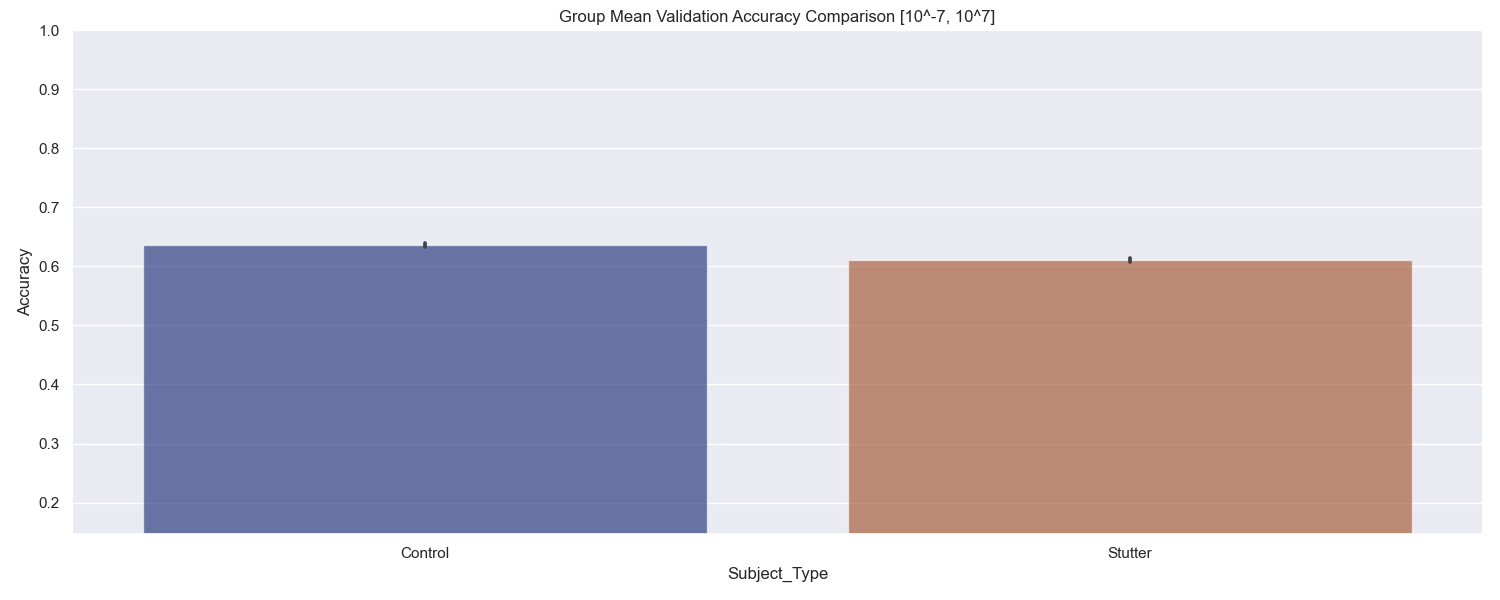 Group Mean Validation Accuracy Comparison [10^-7, 10^7]
1.0
0.9
0.8
0.7
0.6
0.5
0.4
0.3
0.2
Accuracy
Control
Stutter
Subject_Type